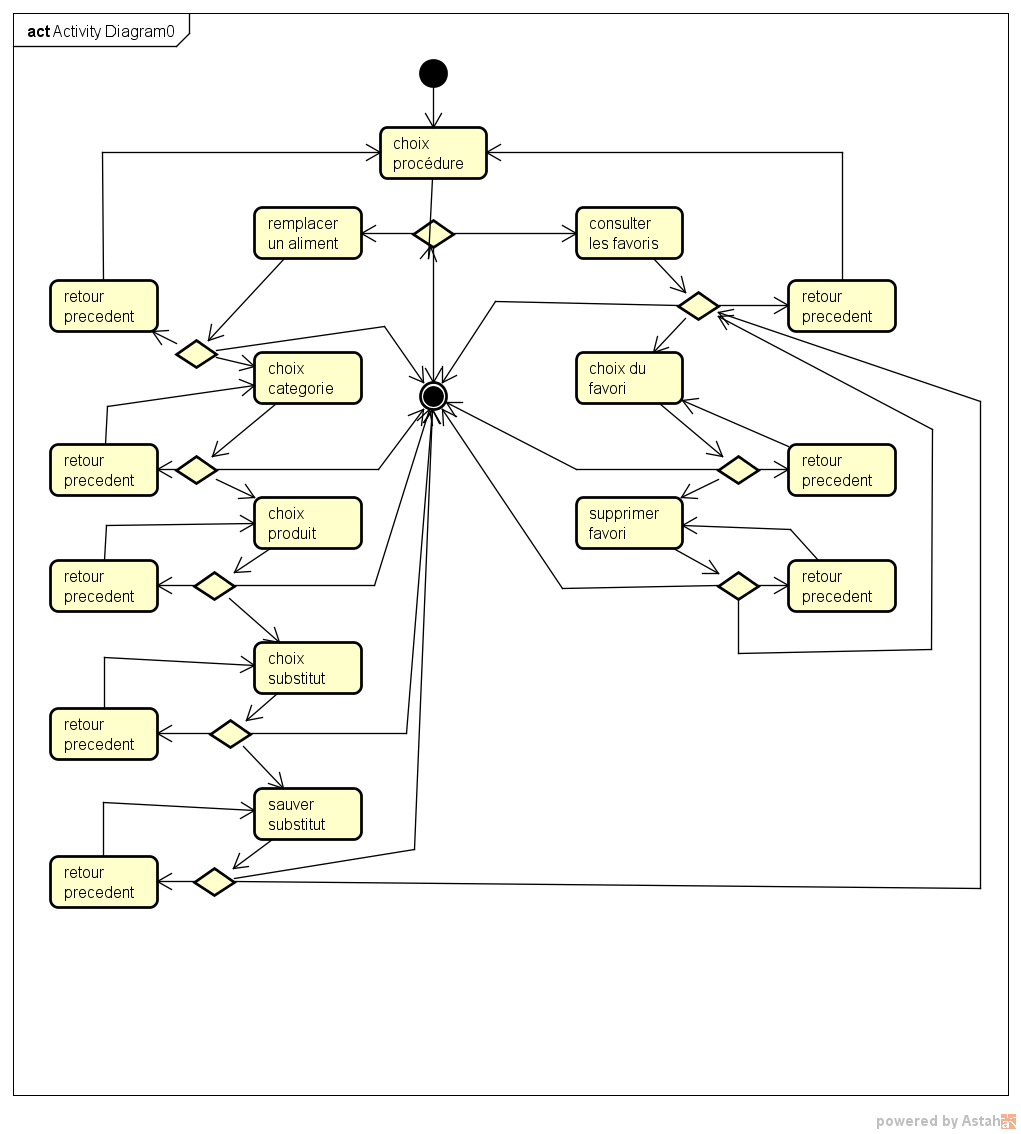 act Activity Diagram0
choix
procédure
remplacer
un aliment
consulter
les favoris
retour
precedent
retour
precedent
choix
categorie
choix du
favori
retour
precedent
retour
precedent
choix
produit
supprimer
favori
retour
precedent
retour
precedent
choix
substitut
retour
precedent
sauver
substitut
retour
precedent
powered by Astah